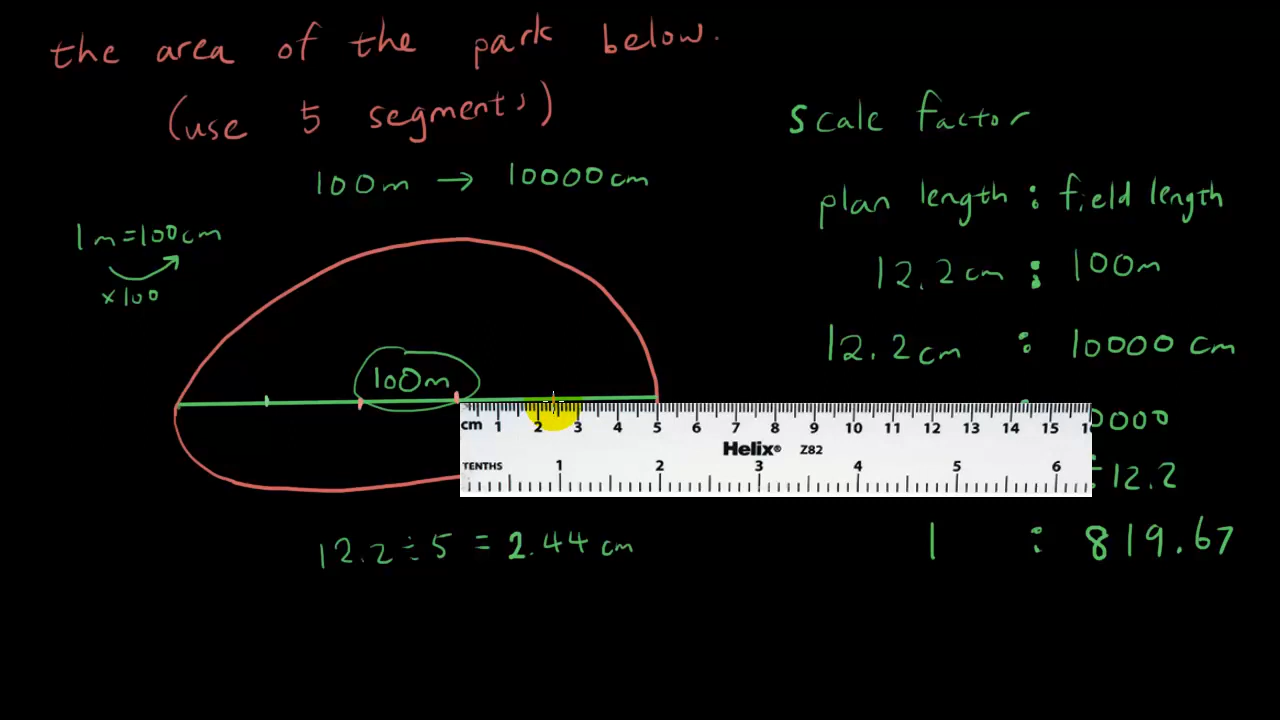 the area of the park below.
(use 5 segments)
Scale factor
100m → 10000cm
plan length : field length
1m=100cm
×100
12.2cm : 100m
12.2cm : 10000 cm
100m
: 0000
cm 1 2 3 4 5 6 7 8 9 10 11 12 13 14 15 16
Helix® Z82
TENTHS 1 2 3 4 5 6
÷12.2
12.2 ÷ 5 = 2.44 cm
1 : 819.67